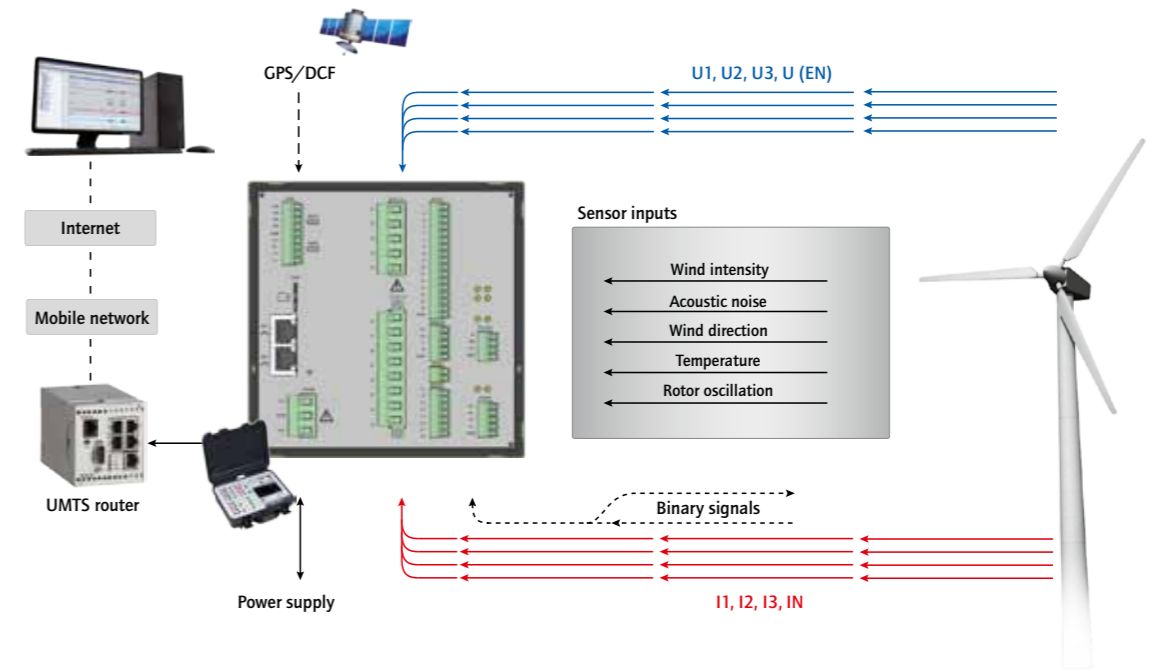 GPS/DCF
U1, U2, U3, U (EN)
Internet
Mobile network
UMTS router
Power supply
Sensor inputs
Wind intensity
Acoustic noise
Wind direction
Temperature
Rotor oscillation
Binary signals
I1, I2, I3, IN